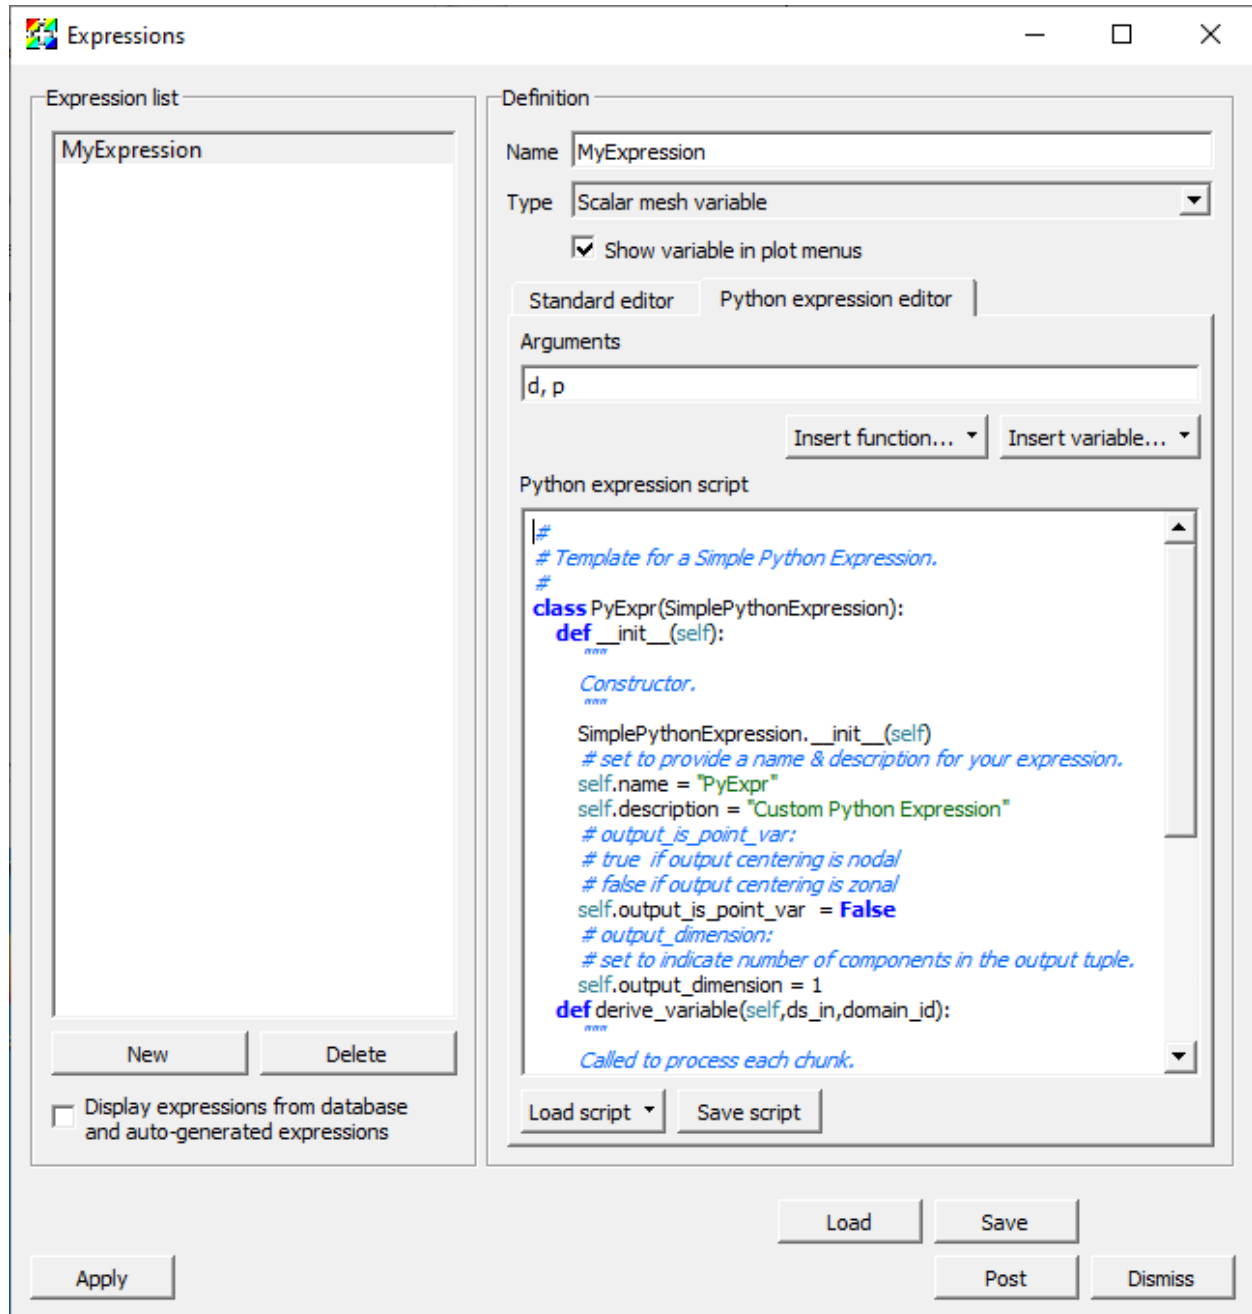 Expressions
Expression list
MyExpression
New
Delete
Display expressions from database
and auto-generated expressions
Definition
Name MyExpression
Type Scalar mesh variable
Show variable in plot menus
Standard editor
Python expression editor
Arguments
d, p
Insert function...
Insert variable...
Python expression script
#
# Template for a Simple Python Expression.
#
class PyExpr(SimplePythonExpression):
def __init__(self):
"""
Constructor.
"""
SimplePythonExpression.__init__(self)
# set to provide a name & description for your expression.
self.name = "PyExpr"
self.description = "Custom Python Expression"
# output_is_point_var:
# true  if output centering is nodal
# false if output centering is zonal
self.output_is_point_var  = False
# output_dimension:
# set to indicate number of components in the output tuple.
self.output_dimension = 1
def derive_variable(self,ds_in,domain_id):
"""
Called to process each chunk.
Load script
Save script
Load
Save
Apply
Post
Dismiss